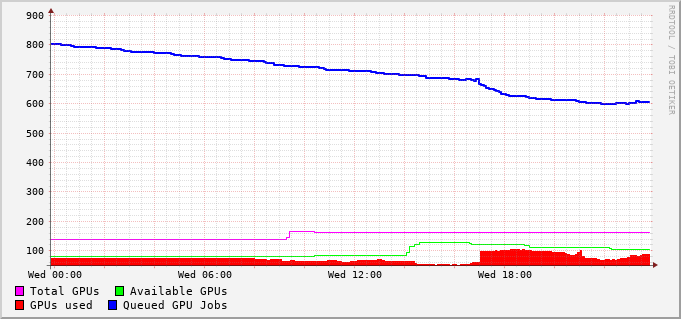 900
800
700
600
500
400
300
200
100
Wed 00:00 Wed 06:00 Wed 12:00 Wed 18:00
Total GPUs Available GPUs
GPUs used Queued GPU Jobs
RRDTOOL / TOBI OETIKER